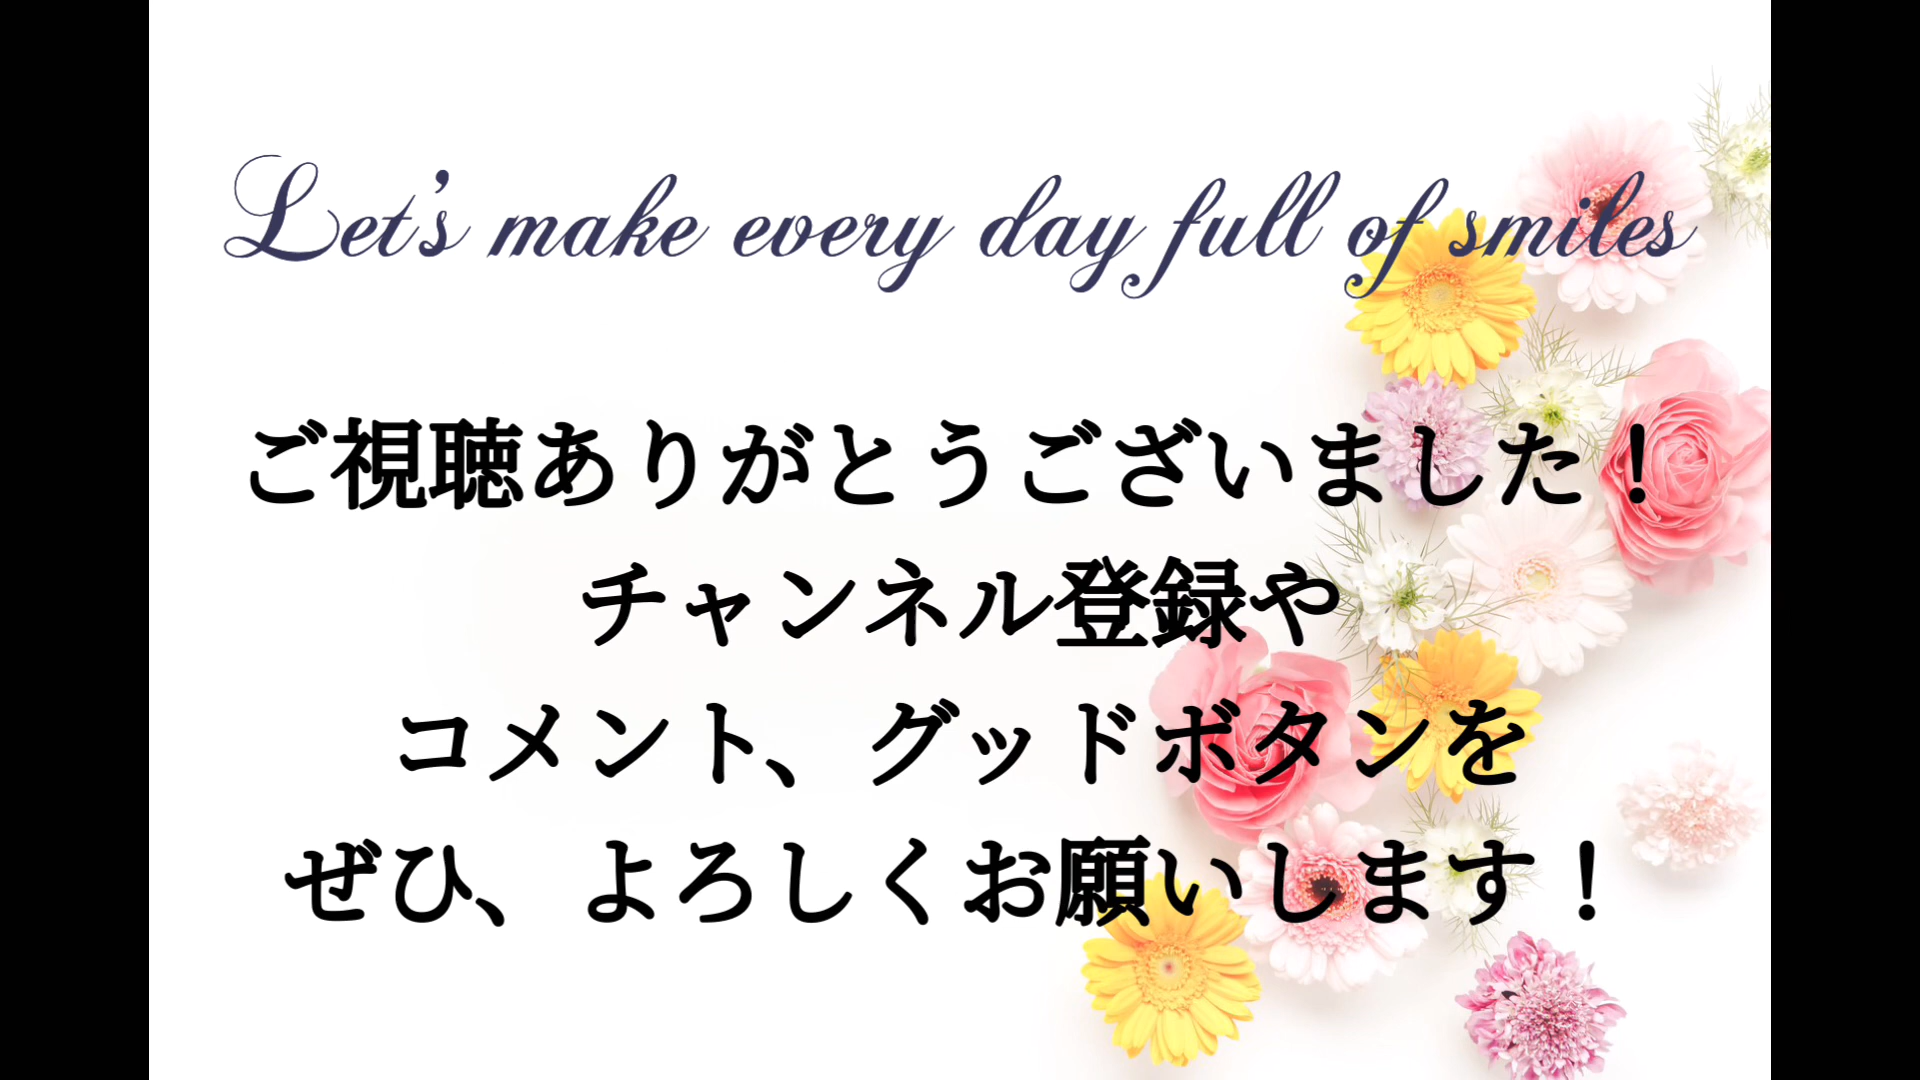 Let's make every day full of smiles
ご視聴ありがとうございました！
チャンネル登録や
コメント、グッドボタンを
ぜひ、よろしくお願いします！